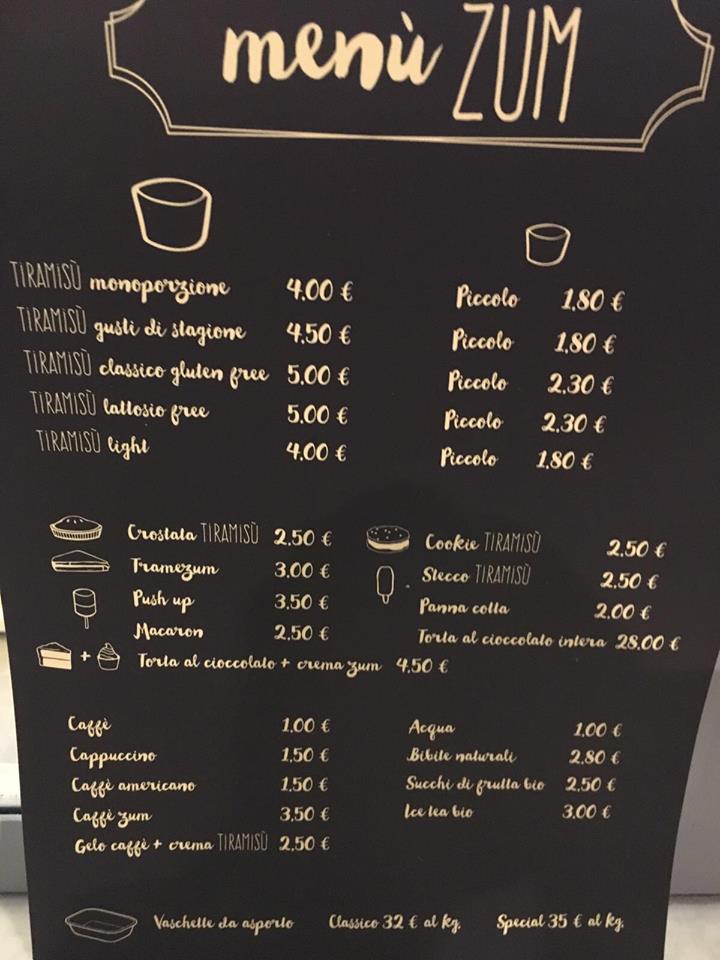 menù ZUM
TIRAMISÙ monoporzione 4.00 € Piccolo 1,80 €
TIRAMISÙ gusti di stagione 4.50 € Piccolo 1,80 €
TIRAMISÙ classico gluten free 5.00 € Piccolo 2,30 €
TIRAMISÙ lattosio free 5.00 € Piccolo 2,30 €
TIRAMISÙ light 4.00 € Piccolo 1,80 €
Crostata TIRAMISÙ 2,50 € Cookie TIRAMISÙ 2,50 €
Tramezum 3,00 € Stecco TIRAMISÙ 2,50 €
Push up 3,50 € Panna cotta 2,00 €
Macaron 2,50 € Torta al cioccolato intera 28,00 €
+ Torta al cioccolato + crema zum 4,50 €
Caffè 1,00 € Acqua 1,00 €
Cappuccino 1,50 € Bibite naturali 2,80 €
Caffè americano 1,50 € Succhi di frutta bio 2,50 €
Caffè zum 3,50 € Ice tea bio 3,00 €
Gelo caffè + crema TIRAMISÙ 2,50 €
Vaschette da asporto Classico 32 € al kg. Special 35 € al kg.